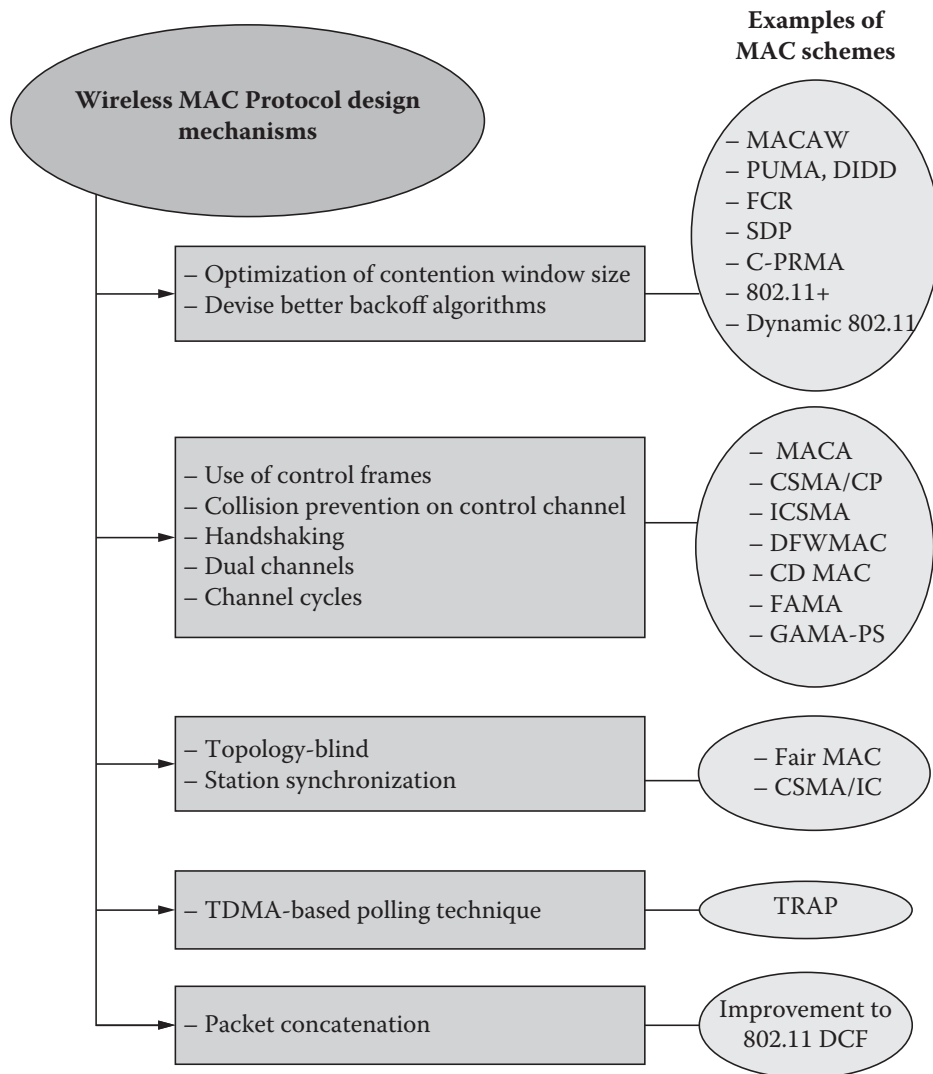 Examples of
MAC schemes
Wireless MAC Protocol design
mechanisms
– Optimization of contention window size
– Devise better backoff algorithms
– MACAW
– PUMA, DIDD
– FCR
– SDP
– C-PRMA
– 802.11+
– Dynamic 802.11
– Use of control frames
– Collision prevention on control channel
– Handshaking
– Dual channels
– Channel cycles
– MACA
– CSMA/CP
– ICSMA
– DFWMAC
– CD MAC
– FAMA
– GAMA-PS
– Topology-blind
– Station synchronization
– Fair MAC
– CSMA/IC
– TDMA-based polling technique
TRAP
– Packet concatenation
Improvement to
802.11 DCF